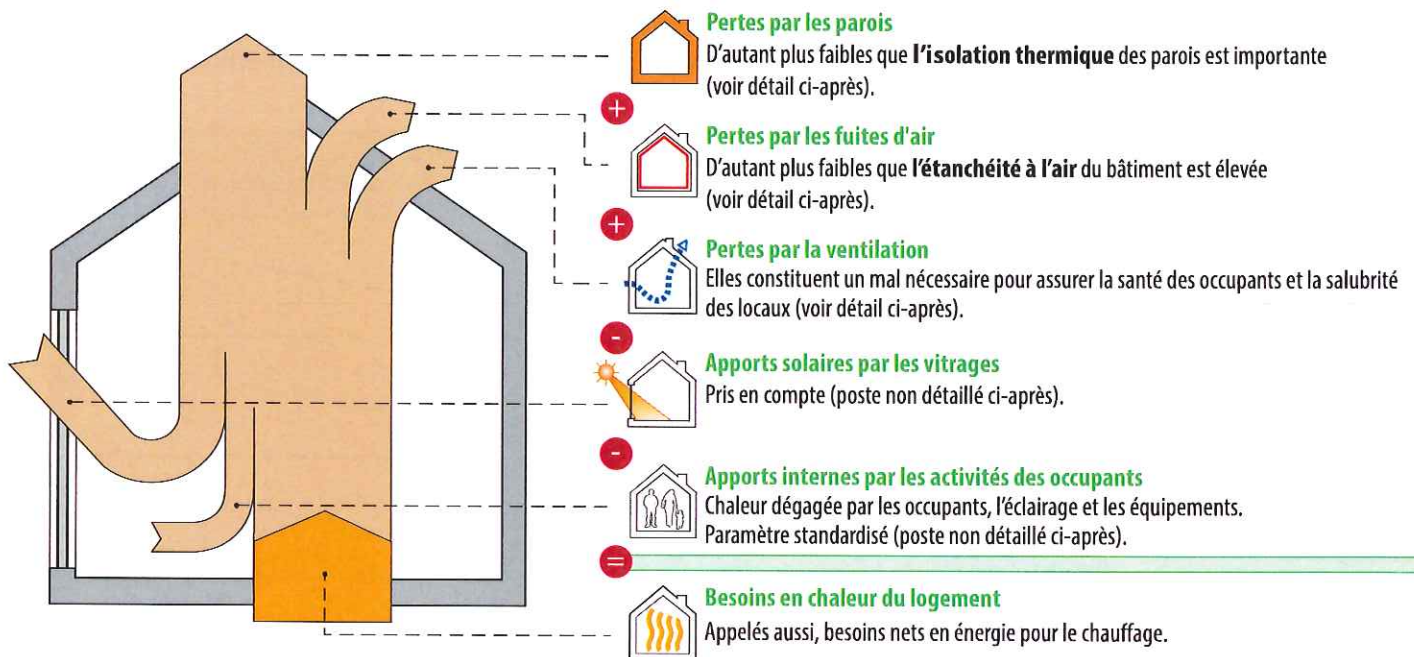 Pertes par les parois
D'autant plus faibles que l'isolation thermique des parois est importante
(voir détail ci-après).
+
Pertes par les fuites d'air
D'autant plus faibles que l'étanchéité à l'air du bâtiment est élevée
(voir détail ci-après).
+
Pertes par la ventilation
Elles constituent un mal nécessaire pour assurer la santé des occupants et la salubrité
des locaux (voir détail ci-après).
-
Apports solaires par les vitrages
Pris en compte (poste non détaillé ci-après).
-
Apports internes par les activités des occupants
Chaleur dégagée par les occupants, l'éclairage et les équipements.
Paramètre standardisé (poste non détaillé ci-après).
=
Besoins en chaleur du logement
Appelés aussi, besoins nets en énergie pour le chauffage.